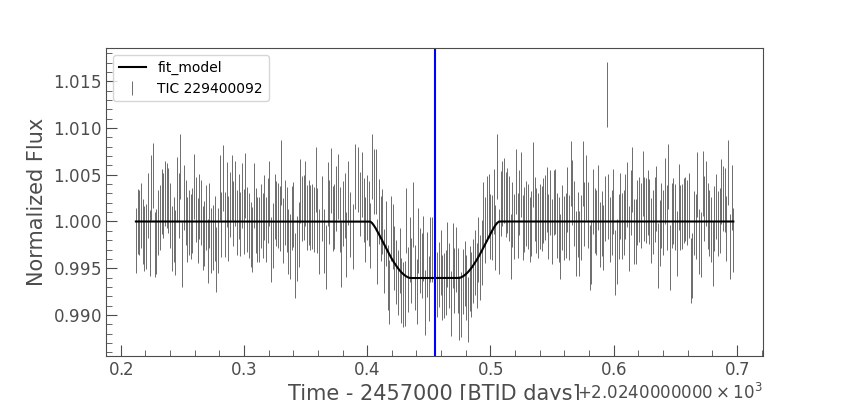 fit_model
TIC 229400092
1.015
1.010
1.005
1.000
0.995
0.990
Normalized Flux
0.2 0.3 0.4 0.5 0.6 0.7
Time - 2457000 [BTJD days]
+2.0240000000 × 10³